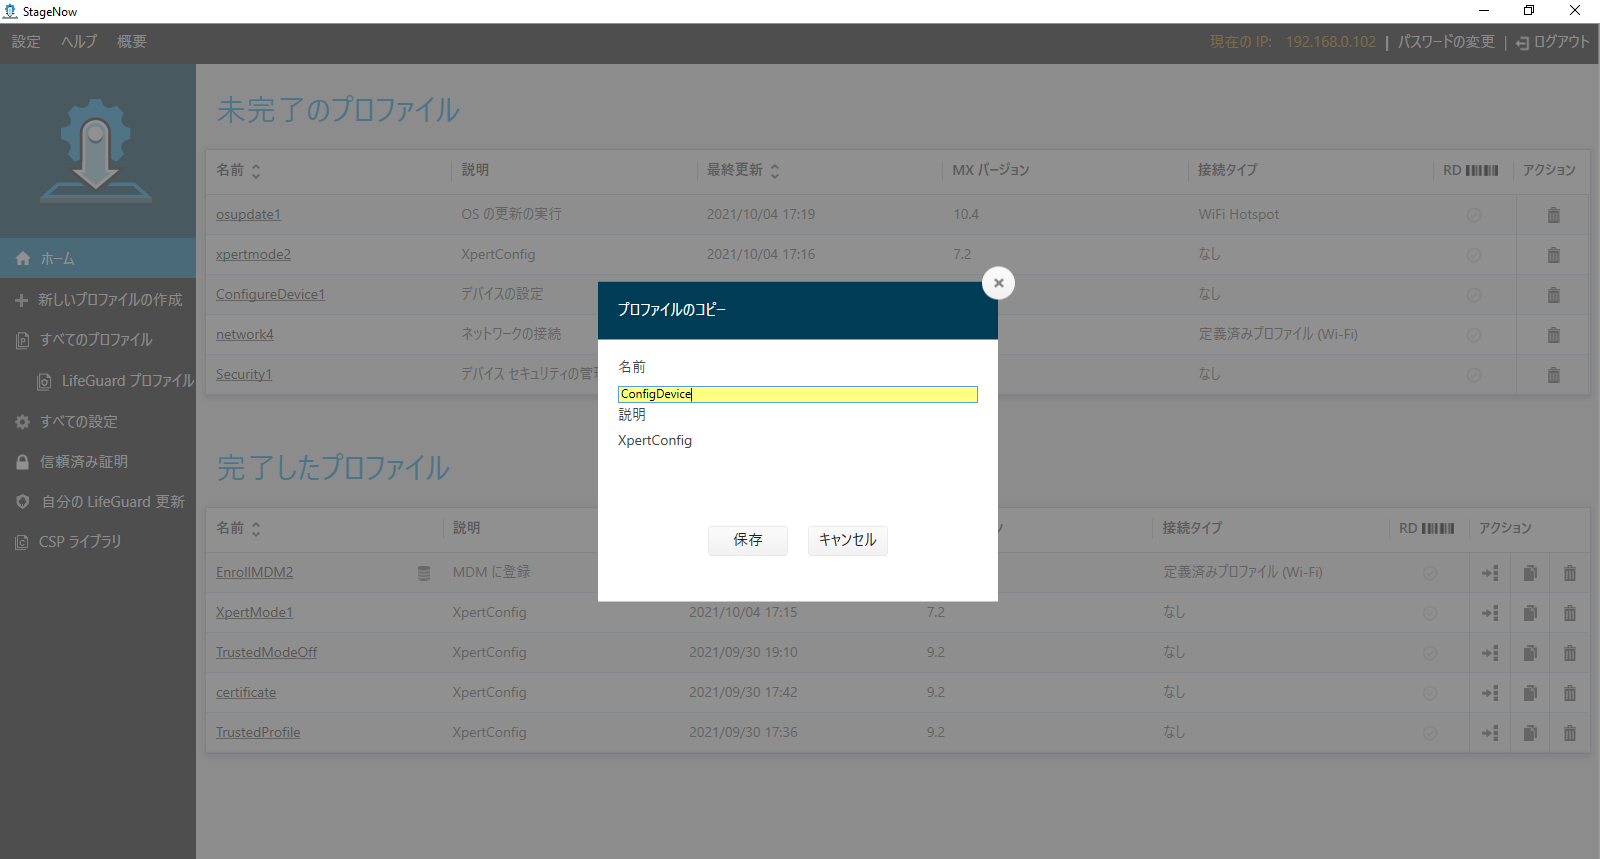 StageNow
設定 ヘルプ 概要 現在の IP: 192.168.0.102 | パスワードの変更 | ログアウト
未完了のプロファイル
名前 説明 最終更新 MX バージョン 接続タイプ RD アクション
osupdate1 OS の更新の実行 2021/10/04 17:19 10.4 WiFi Hotspot
xpertmode2 XpertConfig 2021/10/04 17:16 7.2 なし
ConfigureDevice1 デバイスの設定 なし
network4 ネットワークの接続 定義済みプロファイル (Wi-Fi)
Security1 デバイス セキュリティの管 なし
ホーム
新しいプロファイルの作成
すべてのプロファイル
LifeGuard プロファイル
すべての設定
信頼済み証明
自分の LifeGuard 更新
CSP ライブラリ
プロファイルのコピー
名前
ConfigDevice
説明
XpertConfig
保存 キャンセル
完了したプロファイル
名前 説明 接続タイプ RD アクション
EnrollMDM2 MDM に登録 定義済みプロファイル (Wi-Fi)
XpertMode1 XpertConfig 2021/10/04 17:15 7.2 なし
TrustedModeOff XpertConfig 2021/09/30 19:10 9.2 なし
certificate XpertConfig 2021/09/30 17:42 9.2 なし
TrustedProfile XpertConfig 2021/09/30 17:36 9.2 なし